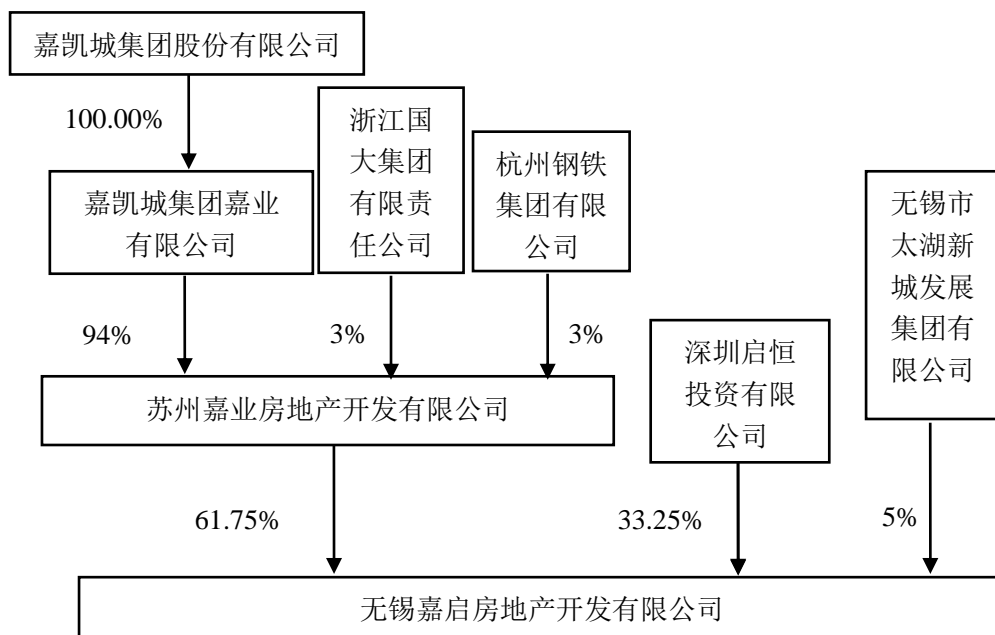 嘉凯城集团股份有限公司
100.00%
嘉凯城集团嘉业
有限公司
浙江国
大集团
有限责
任公司
杭州钢铁
集团有限
公司
无锡市
太湖新
城发展
集团有
限公司
94%
3%
3%
深圳启恒
投资有限
公司
苏州嘉业房地产开发有限公司
61.75%
33.25%
5%
无锡嘉启房地产开发有限公司